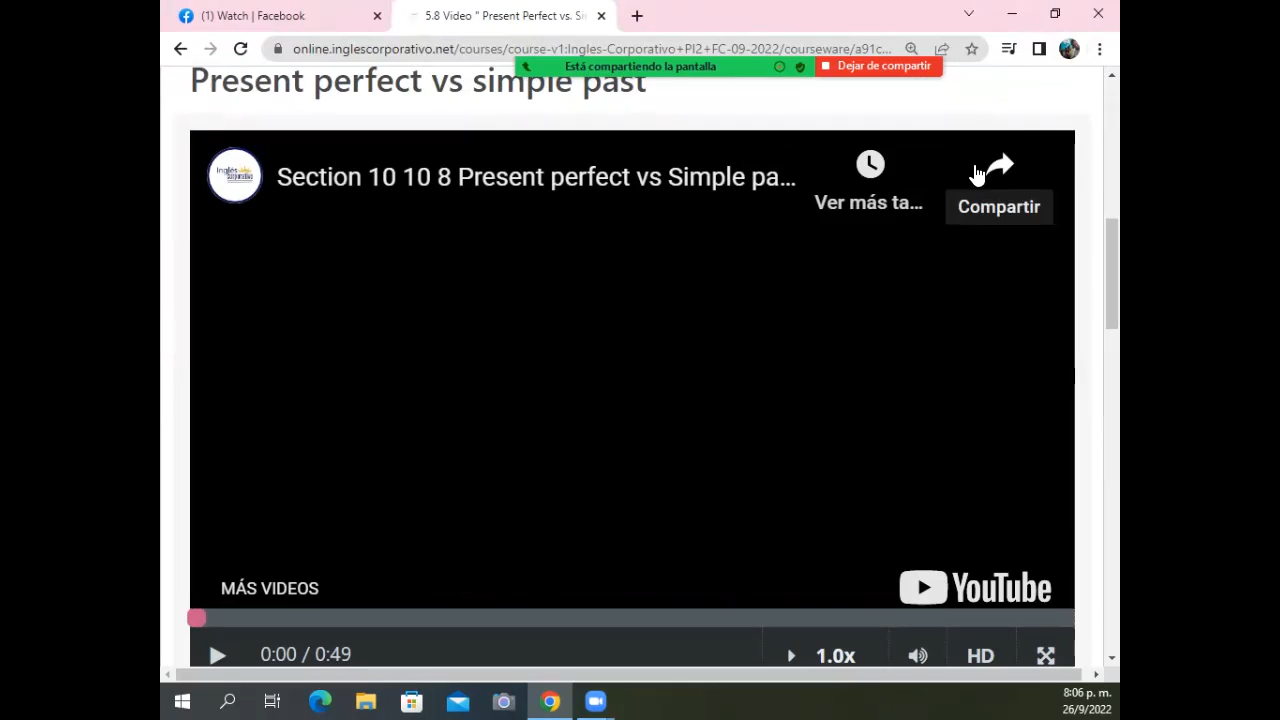 (1) Watch | Facebook
5.8 Video " Present Perfect vs. Si
online.inglescorporativo.net/courses/course-v1:Ingles-Corporativo+PI2+FC-09-2022/courseware/a91c...
Está compartiendo la pantalla
Dejar de compartir
Present perfect vs simple past
Inglés
Corporativo
Section 10 10 8 Present perfect vs Simple pa...
Ver más ta...
Compartir
MÁS VIDEOS
YouTube
0:00 / 0:49
1.0x
HD
8:06 p. m.
26/9/2022